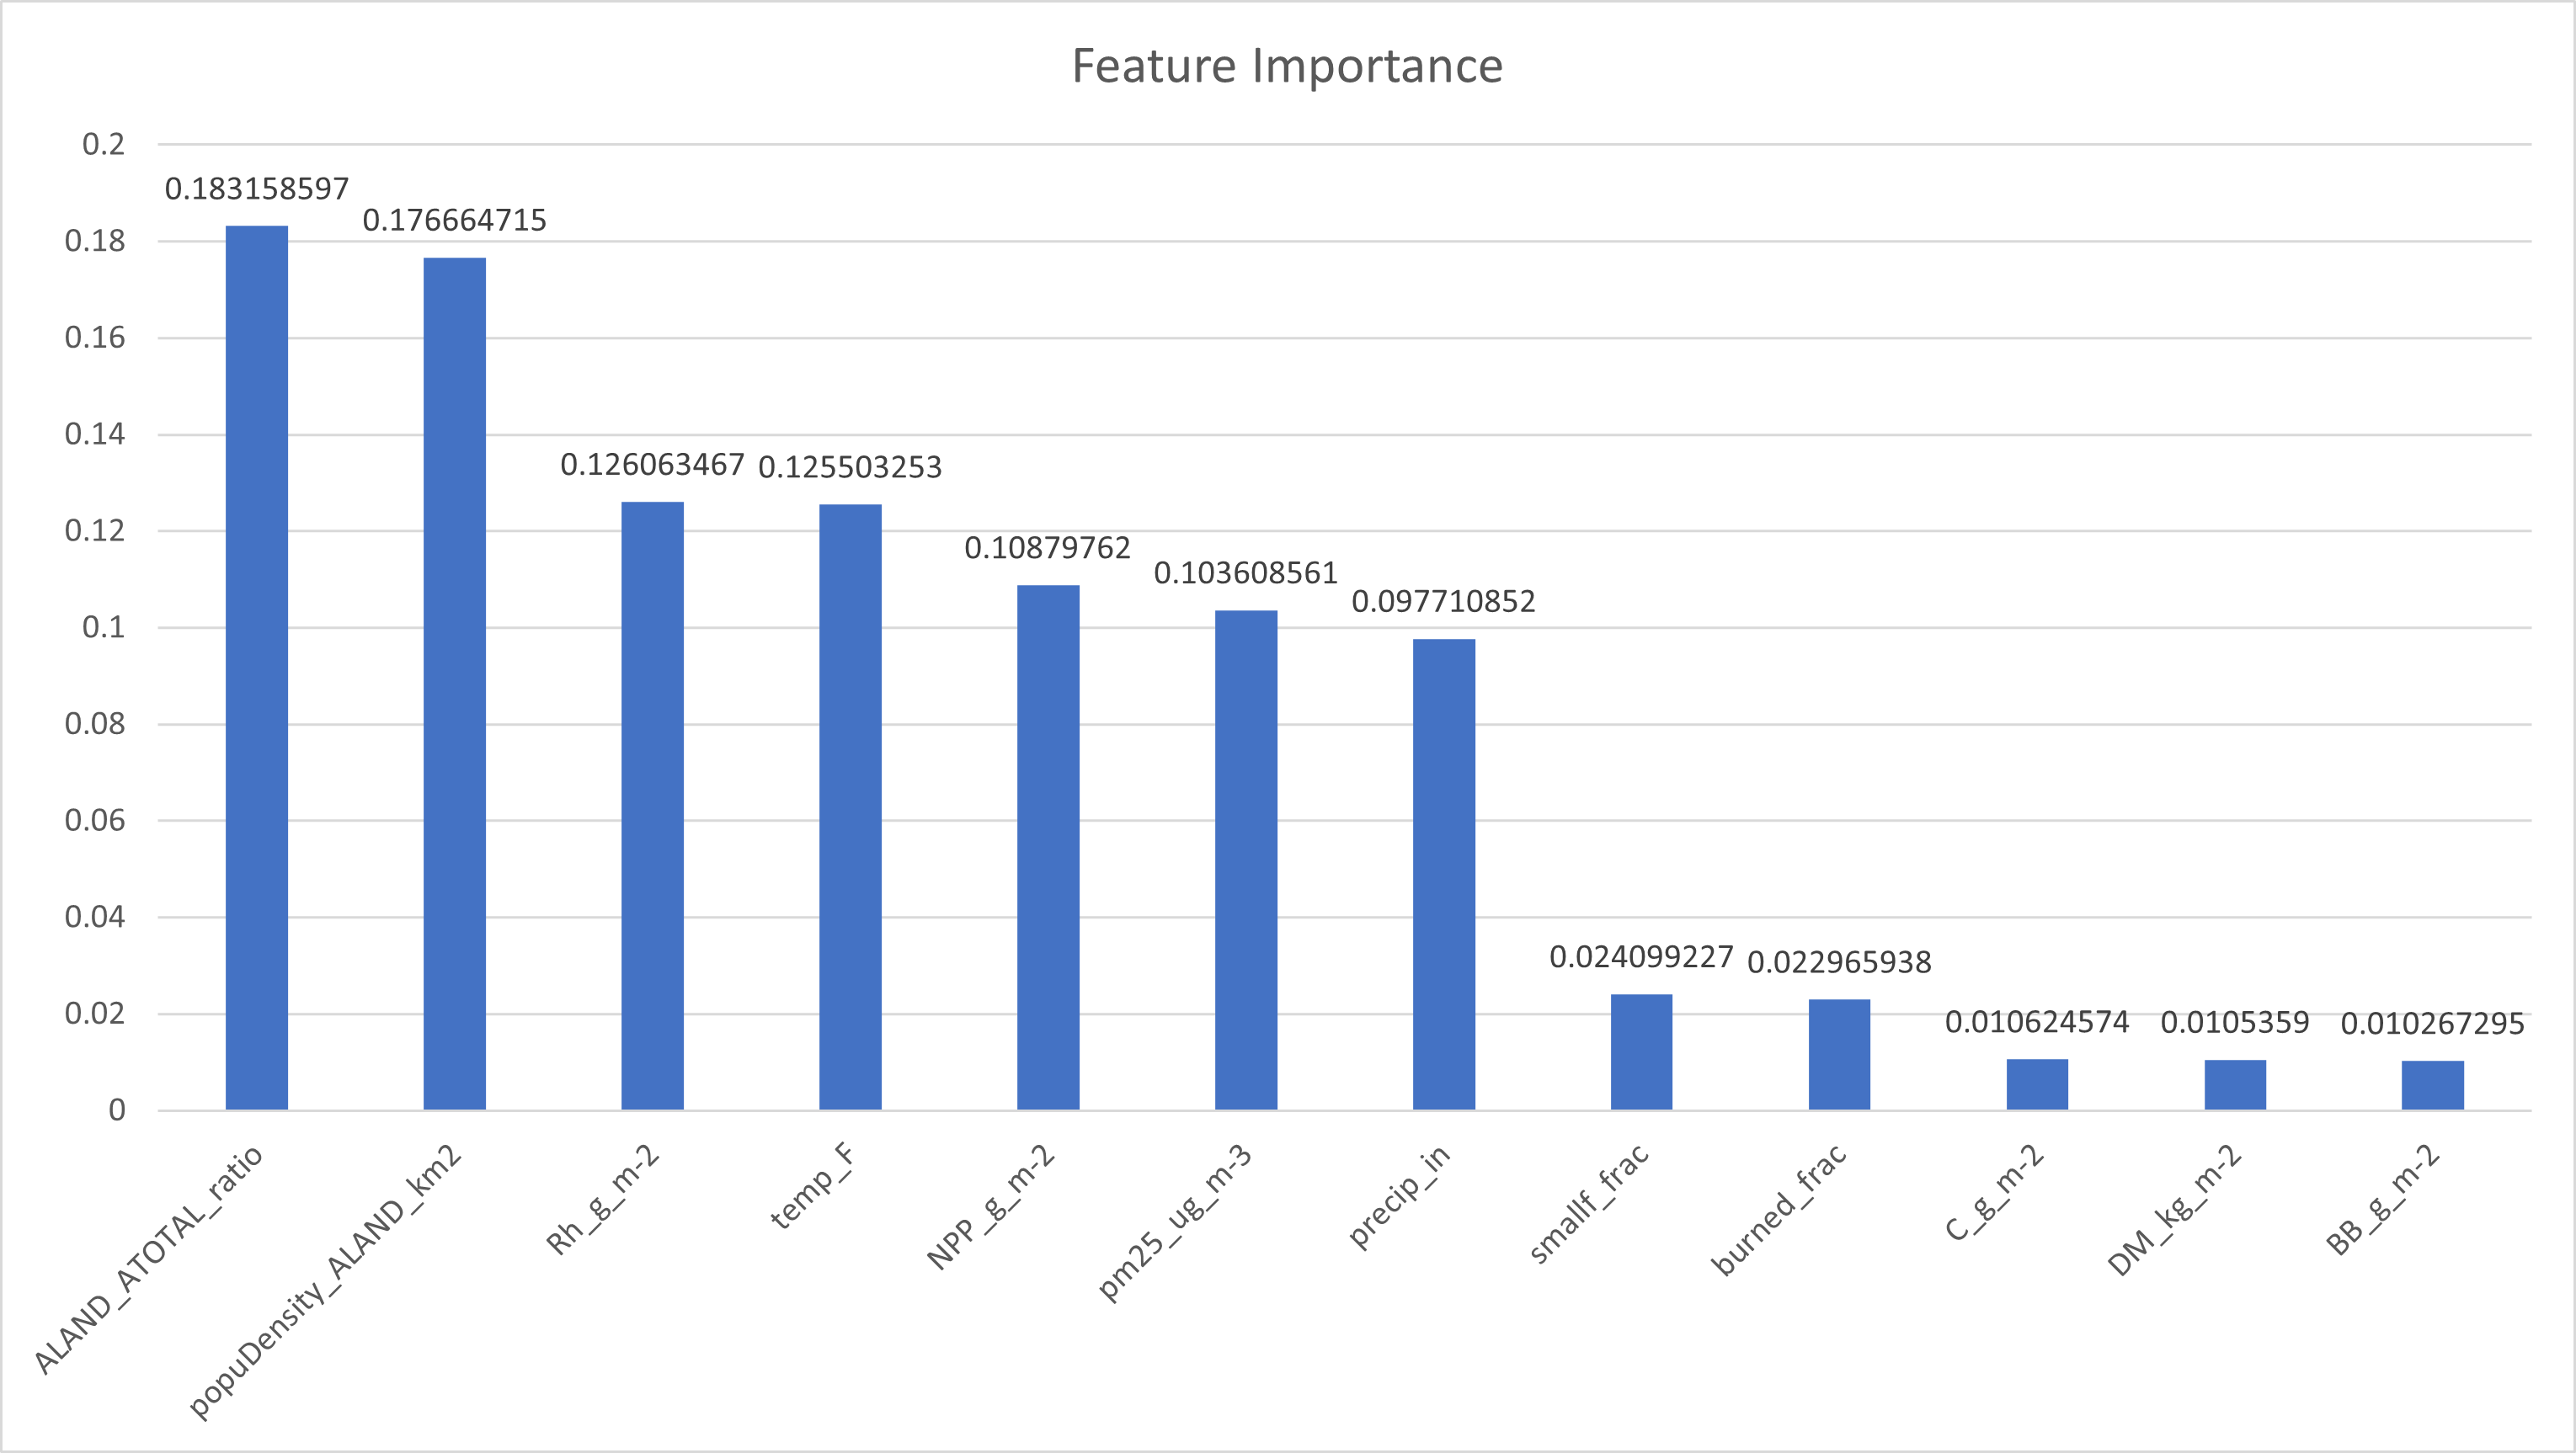 Feature Importance
0.2
0.18
0.16
0.14
0.12
0.1
0.08
0.06
0.04
0.02
0
0.183158597
0.176664715
0.126063467
0.125503253
0.10879762
0.103608561
0.097710852
0.024099227
0.022965938
0.010624574
0.0105359
0.010267295
ALAND_ATOTAL_ratio
popuDensity_ALAND_km2
Rh_g_m-2
temp_F
NPP_g_m-2
pm25_ug_m-3
precip_in
smallf_frac
burned_frac
C_g_m-2
DM_kg_m-2
BB_g_m-2